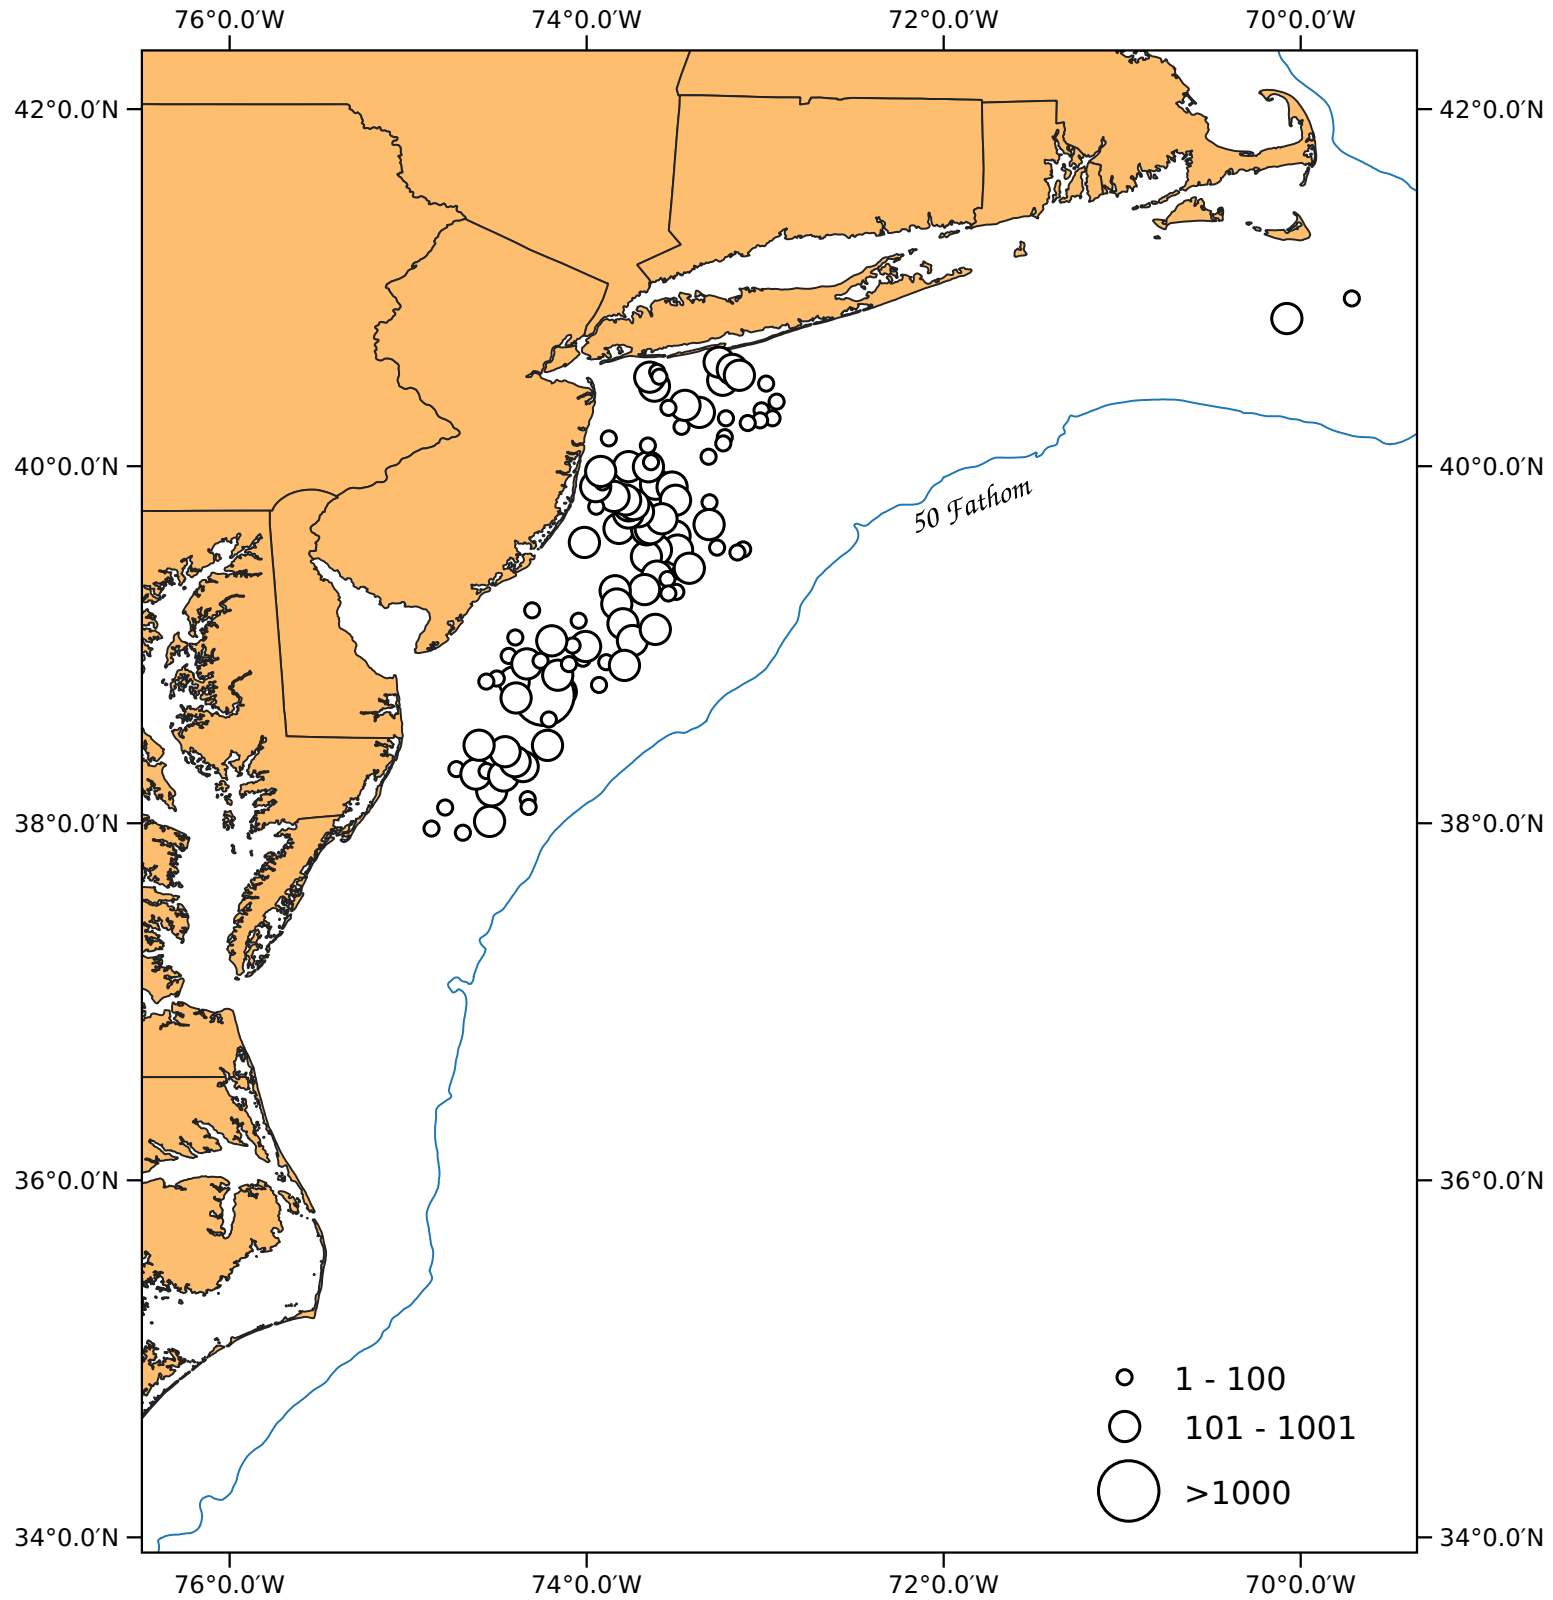 76°0.0′W 74°0.0′W 72°0.0′W 70°0.0′W
42°0.0′N 42°0.0′N
40°0.0′N 40°0.0′N
50 Fathom
38°0.0′N 38°0.0′N
36°0.0′N 36°0.0′N
1 - 100
101 - 1001
>1000
34°0.0′N 34°0.0′N
76°0.0′W 74°0.0′W 72°0.0′W 70°0.0′W